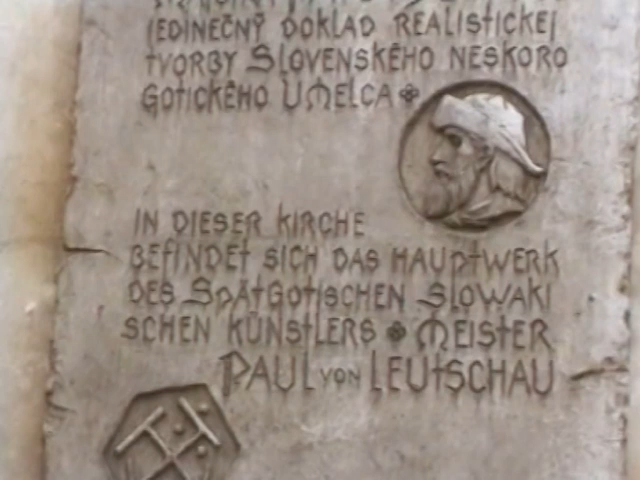 JEDINEČNÝ DOKLAD REALISTICKEJ
TVORBY SLOVENSKÉHO NESKORO
GOTICKÉHO UMELCA
IN DIESER KIRCHE
BEFINDET SICH DAS HAUPTWERK
DES SPÄTGOTISCHEN SLOWAKI
SCHEN KÜNSTLERS MEISTER
PAUL VON LEUTSCHAU